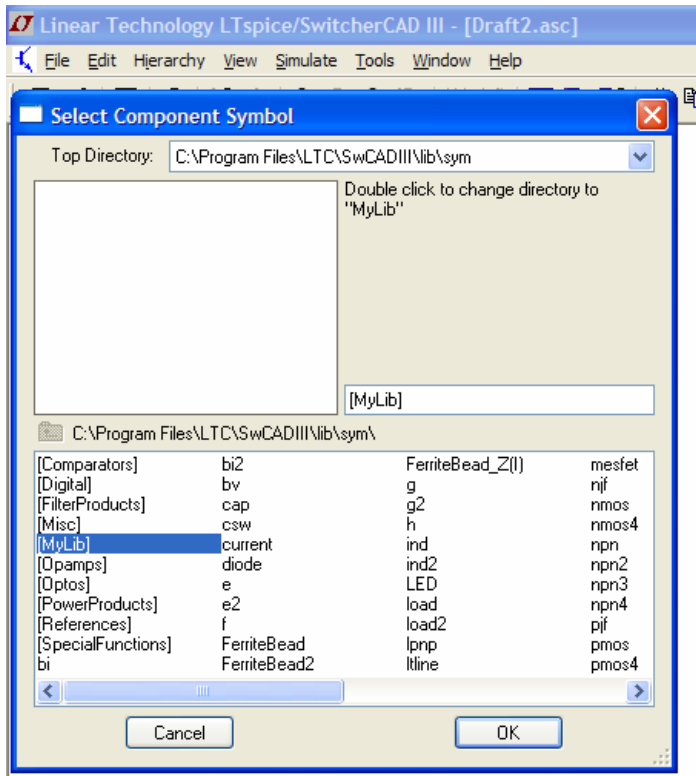 Linear Technology LTspice/SwitcherCAD III - [Draft2.asc]
File Edit Hierarchy View Simulate Tools Window Help
Select Component Symbol
Top Directory: C:\Program Files\LTC\SwCADIII\lib\sym
Double click to change directory to
"MyLib"
[MyLib]
C:\Program Files\LTC\SwCADIII\lib\sym\
[Comparators] bi2 FerriteBead_Z(I) mesfet
[Digital] bv g njf
[FilterProducts] cap g2 nmos
[Misc] csw h nmos4
[MyLib] current ind npn
[Opamps] diode ind2 npn2
[Optos] e LED npn3
[PowerProducts] e2 load npn4
[References] f load2 pjf
[SpecialFunctions] FerriteBead lpnp pmos
bi FerriteBead2 ltline pmos4
Cancel OK